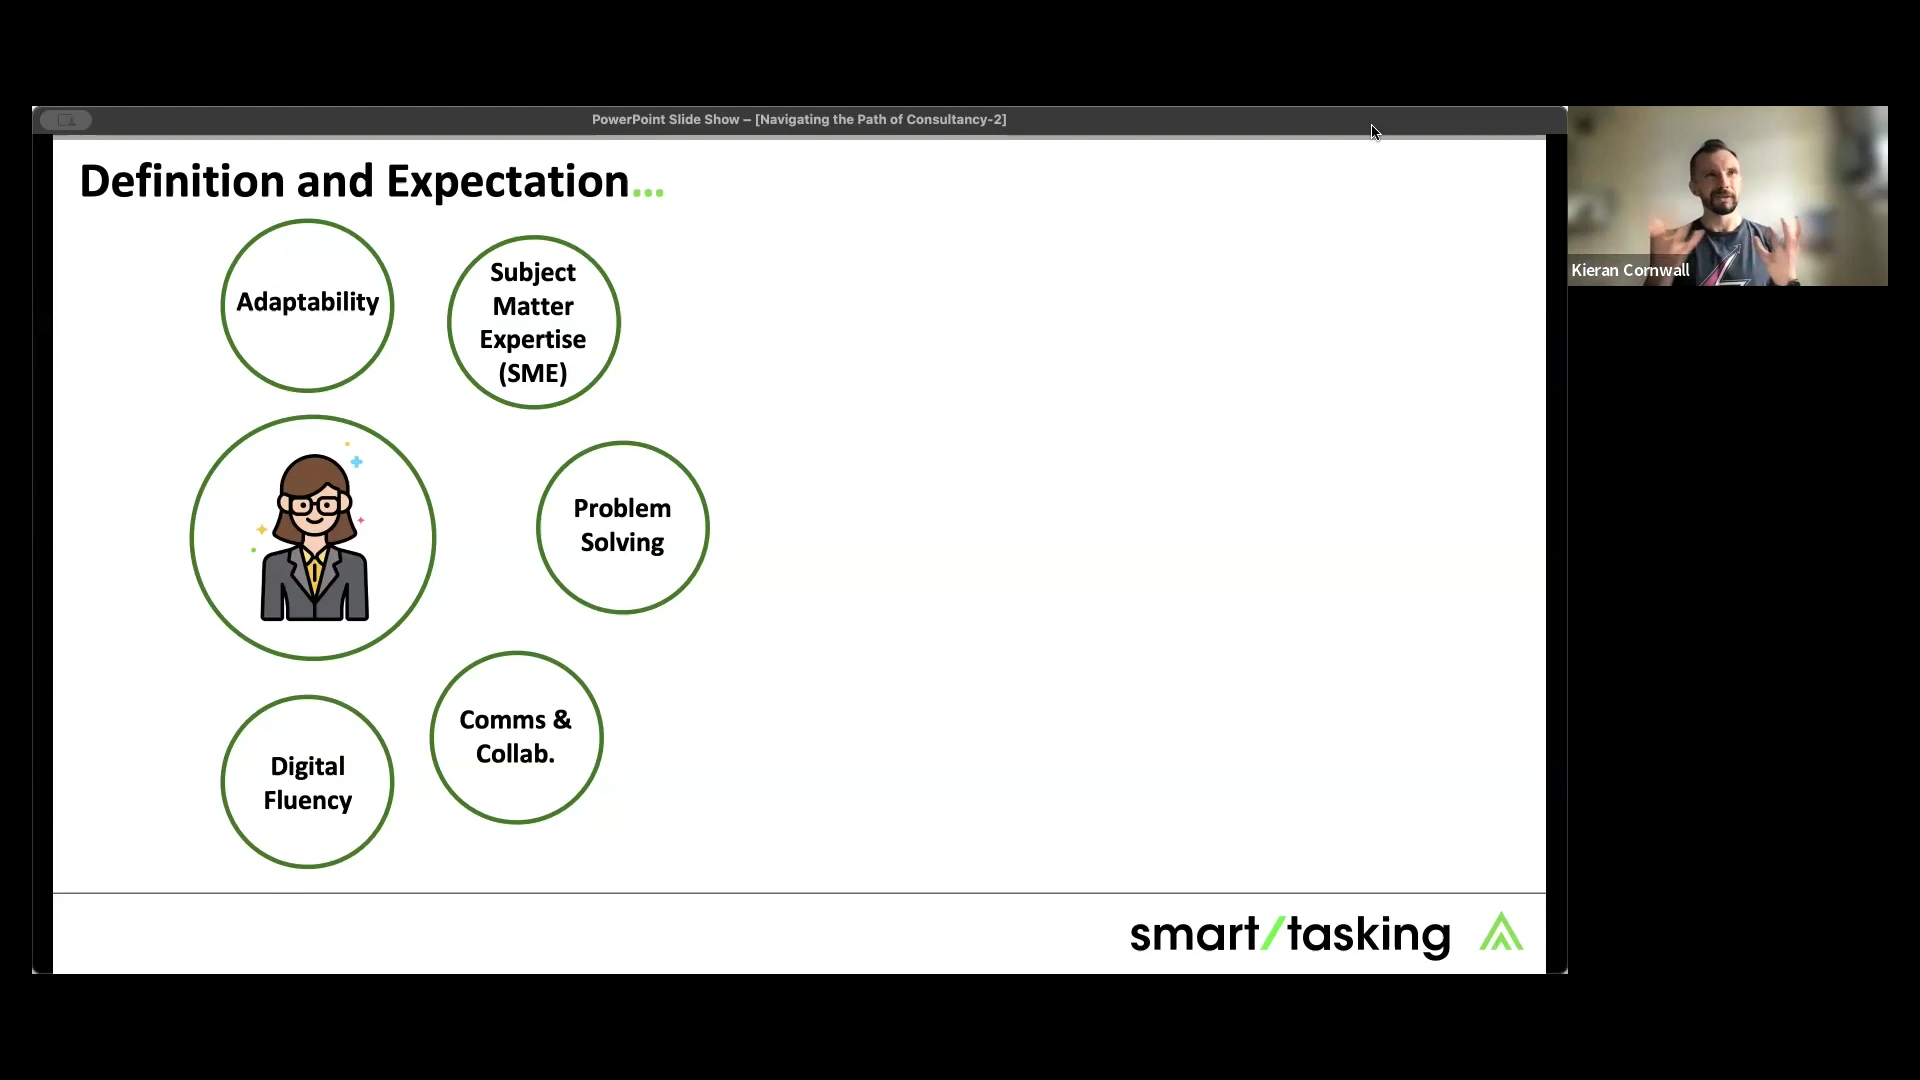 PowerPoint Slide Show – [Navigating the Path of Consultancy-2]
Definition and Expectation...
Adaptability
Subject
Matter
Expertise
(SME)
Problem
Solving
Comms &
Collab.
Digital
Fluency
smart/tasking
Kieran Cornwall